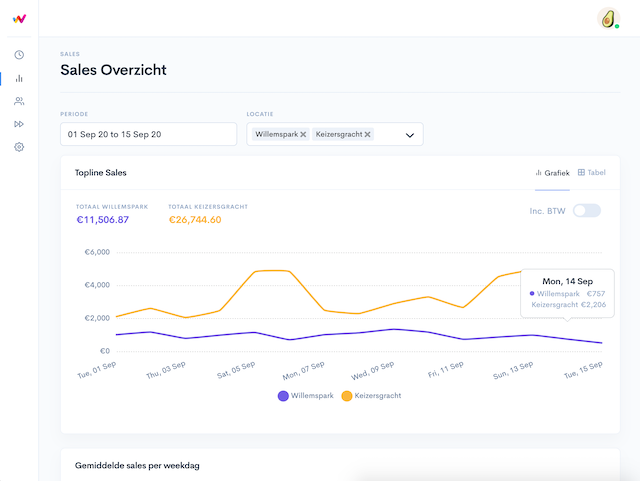 SALES
Sales Overzicht
PERIODE
LOCATIE
01 Sep 20 to 15 Sep 20
Willemspark ×
Keizersgracht ×
Topline Sales
Grafiek
Tabel
TOTAAL WILLEMSPARK
TOTAAL KEIZERSGRACHT
€11,506.87
€26,744.60
Inc. BTW
€6,000
€4,000
€2,000
€0
Mon, 14 Sep
Willemspark €757
Keizersgracht €2,206
Tue, 01 Sep
Thu, 03 Sep
Sat, 05 Sep
Mon, 07 Sep
Wed, 09 Sep
Fri, 11 Sep
Sun, 13 Sep
Tue, 15 Sep
Willemspark
Keizersgracht
Gemiddelde sales per weekdag